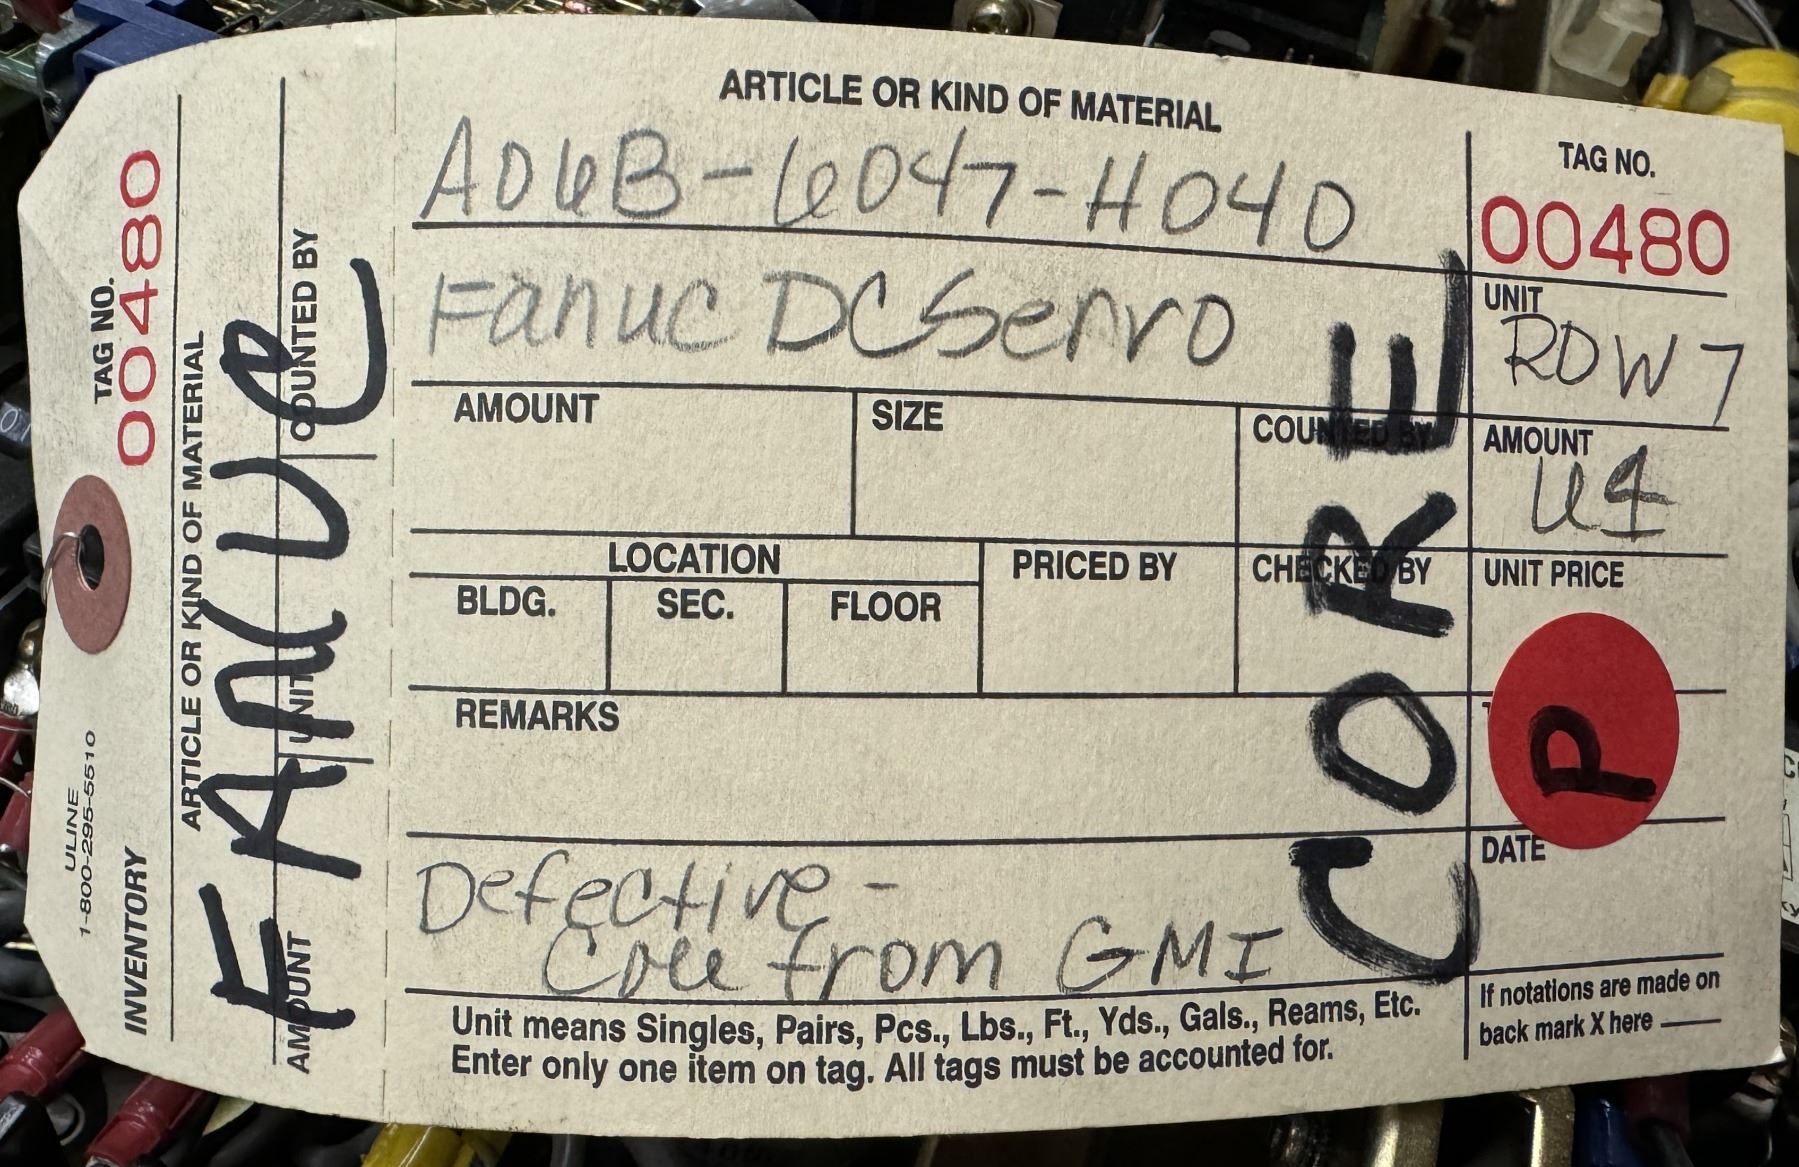 ARTICLE OR KIND OF MATERIAL
A06B-6047-H040
Fanuc DC Servo
TAG NO.
00480
UNIT
ROW 7
AMOUNT
SIZE
COUNTED BY
AMOUNT
LOCATION
BLDG.
SEC.
FLOOR
PRICED BY
CHECKED BY
UNIT PRICE
REMARKS
P
Defective -
Core from GMI
DATE
CORE
Unit means Singles, Pairs, Pcs., Lbs., Ft., Yds., Gals., Reams, Etc.
Enter only one item on tag. All tags must be accounted for.
If notations are made on
back mark X here
INVENTORY
TAG NO.
00480
ULINE
1-800-295-5510
ARTICLE OR KIND OF MATERIAL
FANUC
AMOUNT
UNIT
COUNTED BY